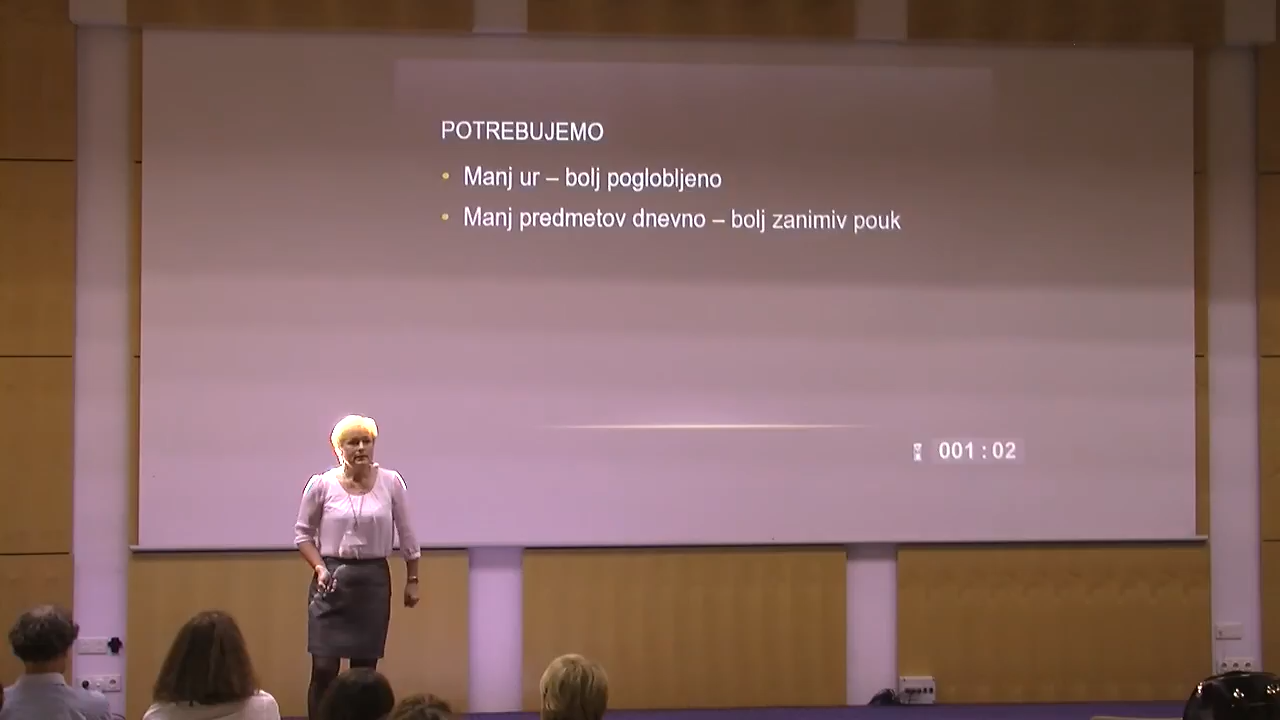 POTREBUJEMO
• Manj ur – bolj poglobljeno
• Manj predmetov dnevno – bolj zanimiv pouk
001 : 02